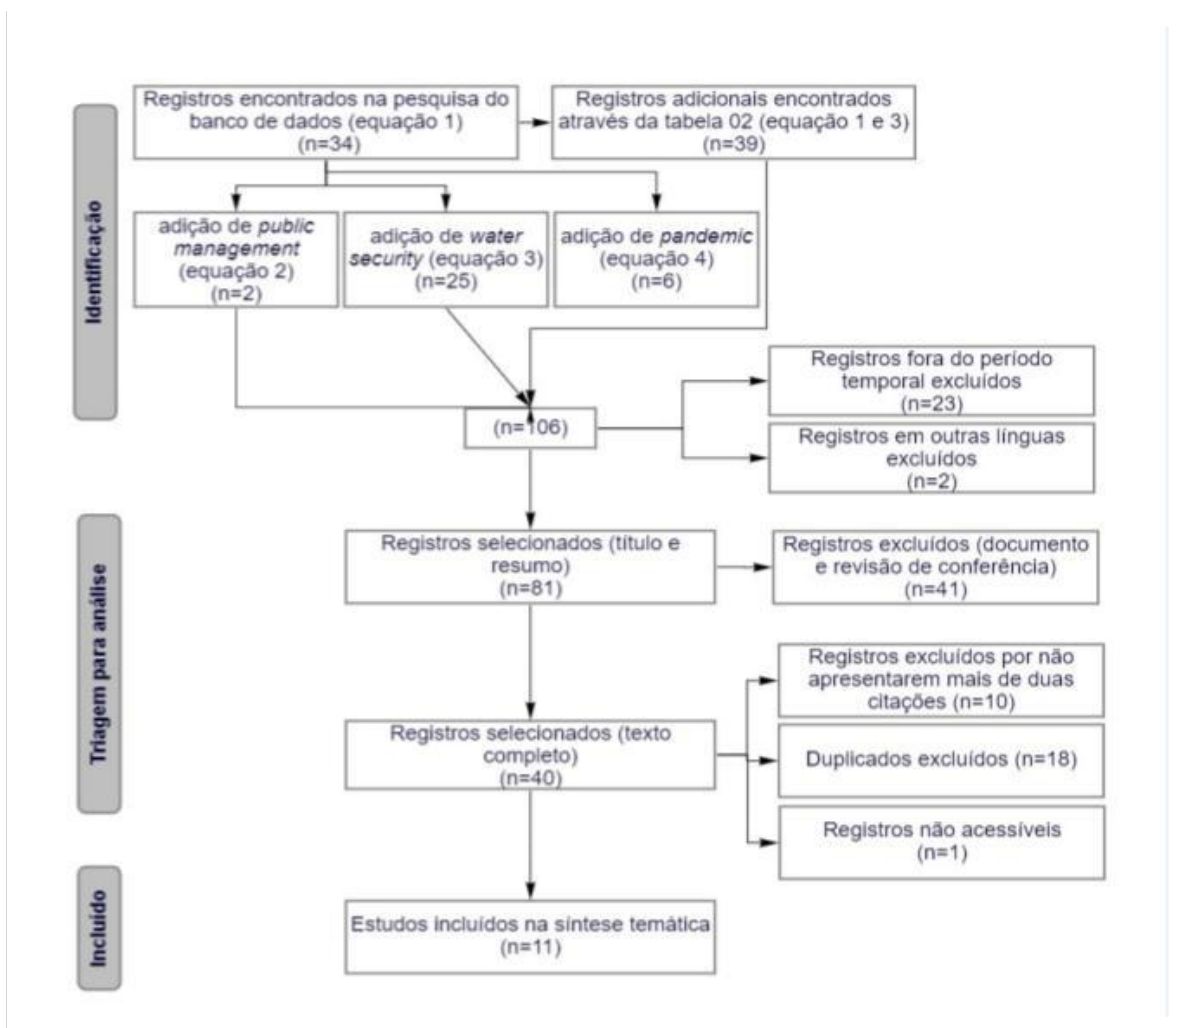 Identificação
Registros encontrados na pesquisa do
banco de dados (equação 1)
(n=34)
Registros adicionais encontrados
através da tabela 02 (equação 1 e 3)
(n=39)
adição de public
management
(equação 2)
(n=2)
adição de water
security (equação 3)
(n=25)
adição de pandemic
(equação 4)
(n=6)
(n=106)
Registros fora do período
temporal excluídos
(n=23)
Registros em outras línguas
excluídos
(n=2)
Triagem para análise
Registros selecionados (título e
resumo)
(n=81)
Registros excluídos (documento
e revisão de conferência)
(n=41)
Registros selecionados (texto
completo)
(n=40)
Registros excluídos por não
apresentarem mais de duas
citações (n=10)
Duplicados excluídos (n=18)
Registros não acessíveis
(n=1)
Incluído
Estudos incluídos na síntese temática
(n=11)